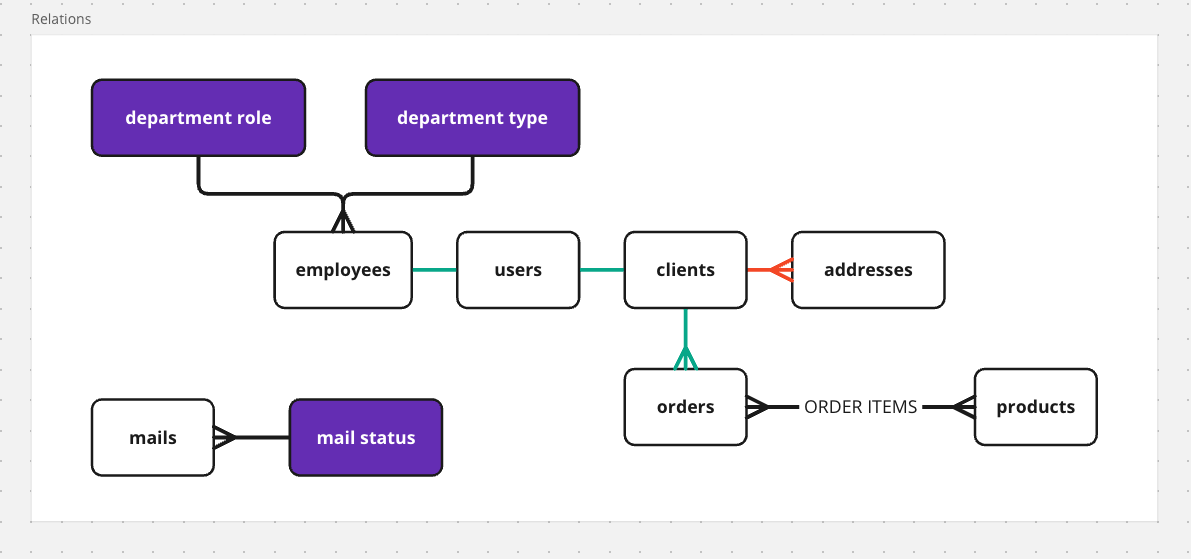 Relations
department role
department type
employees
users
clients
addresses
orders
ORDER ITEMS
products
mails
mail status